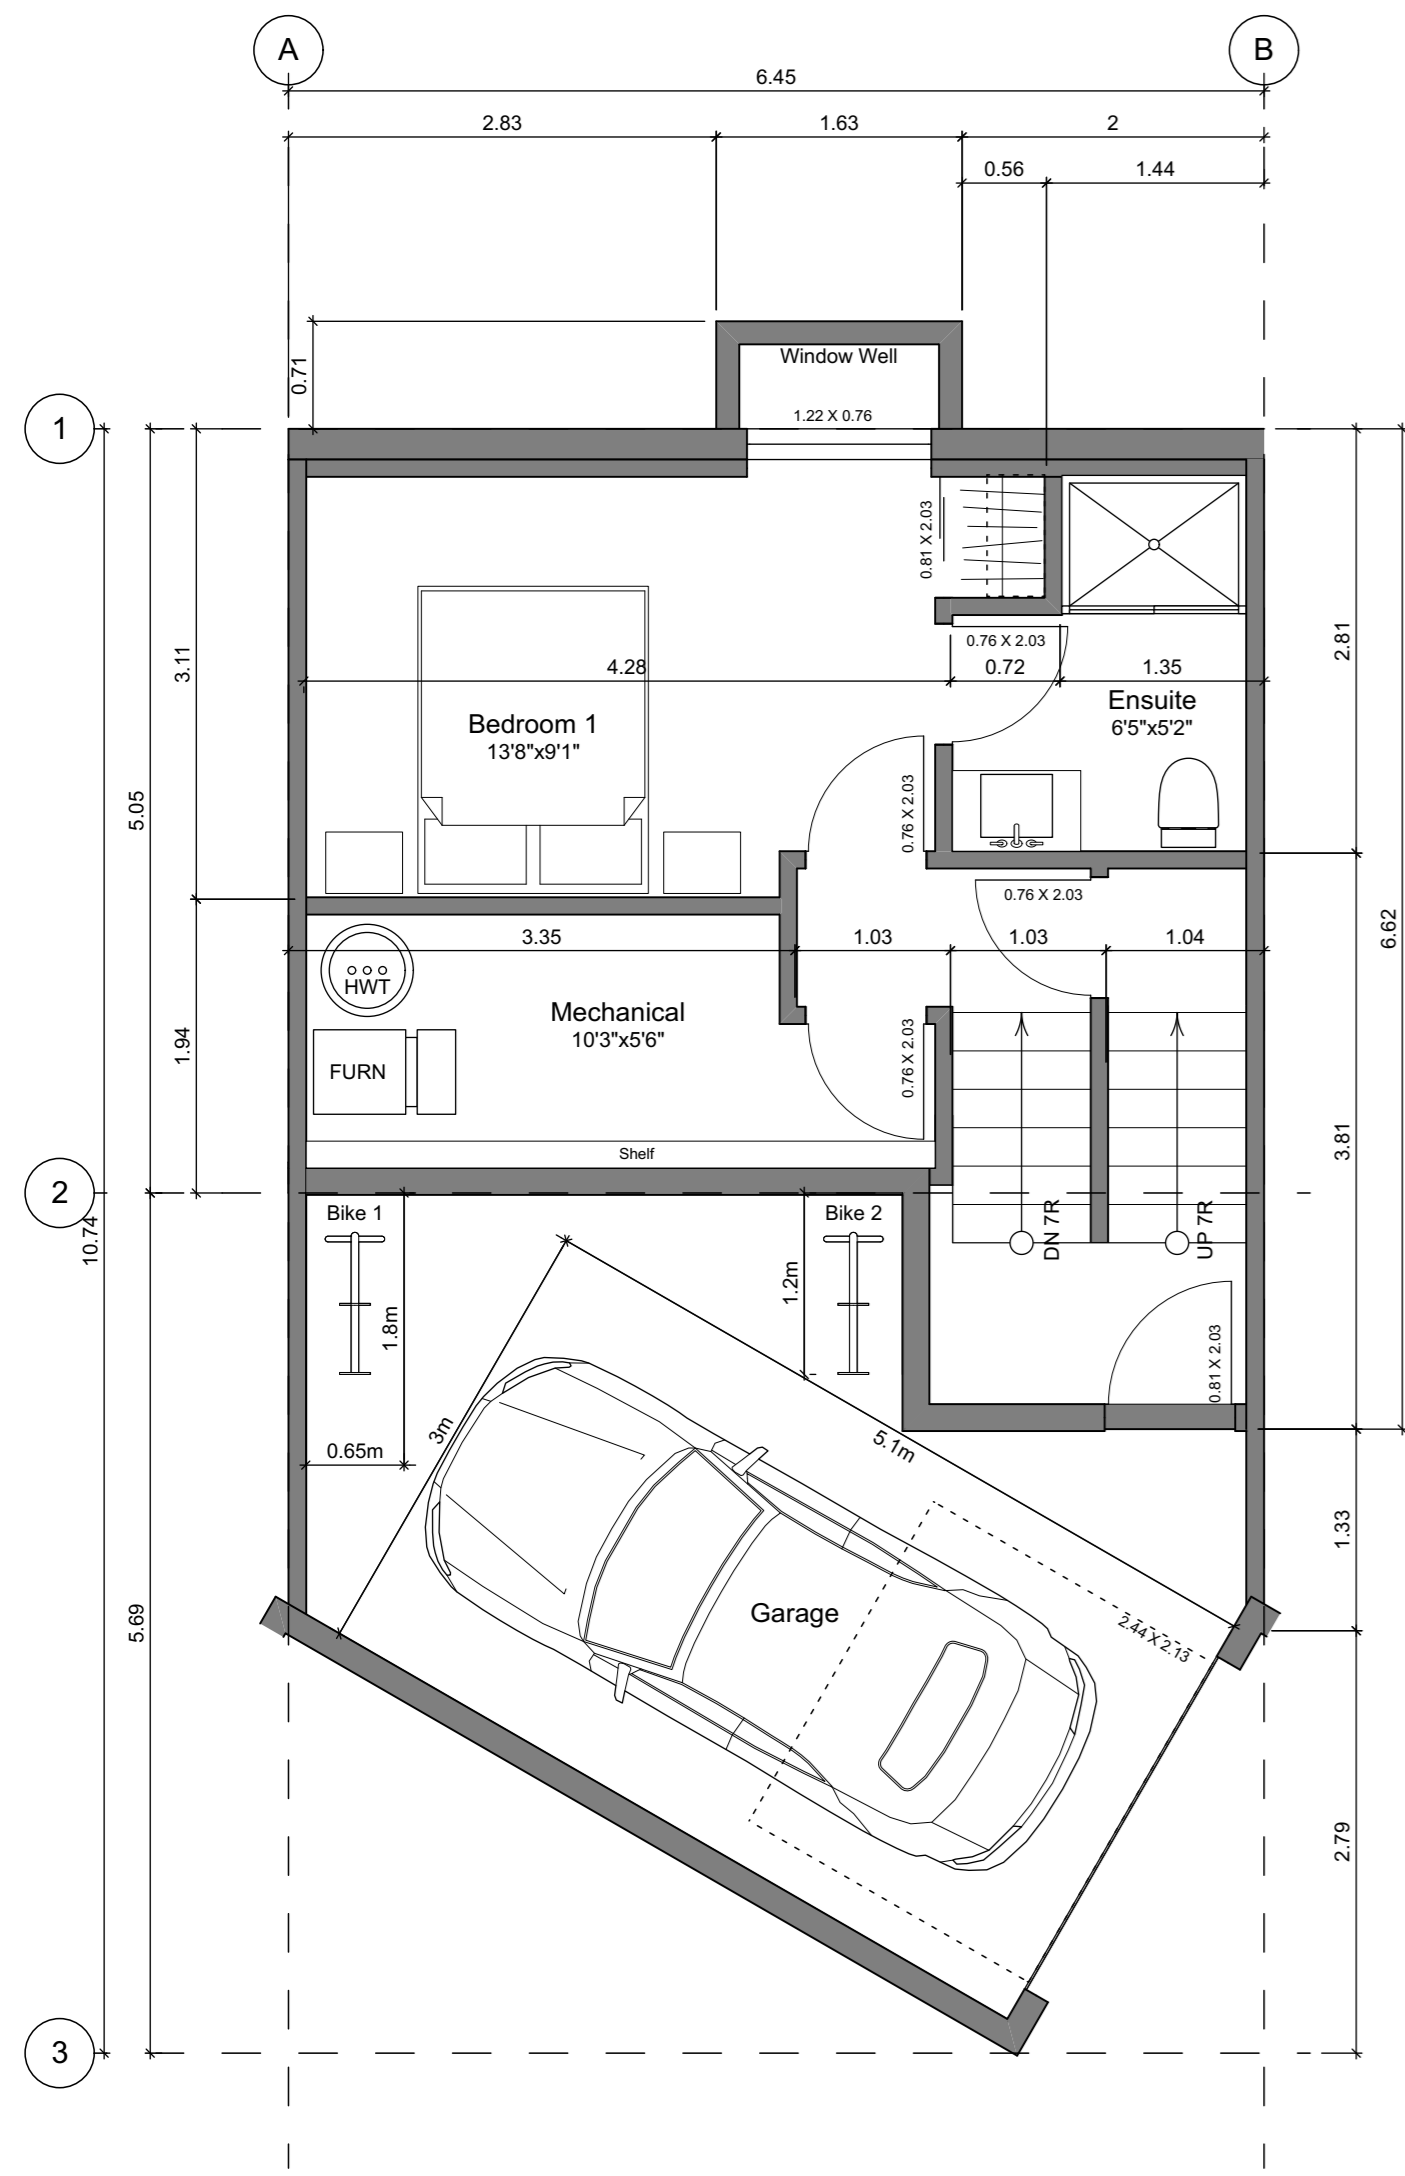 A
B
6.45
2.83
1.63
2
0.56
1.44
0.71
Window Well
1.22 X 0.76
1
0.81 X 2.03
0.76 X 2.03
3.11
2.81
4.28
0.72
1.35
Bedroom 1
13'8"x9'1"
Ensuite
6'5"x5'2"
5.05
0.76 X 2.03
0.76 X 2.03
3.35
1.03
1.03
1.04
6.62
HWT
Mechanical
10'3"x5'6"
1.94
FURN
0.76 X 2.03
Shelf
3.81
2
10.74
Bike 1
Bike 2
DN 7R
UP 7R
1.8m
1.2m
0.81 X 2.03
3m
0.65m
5.1m
1.33
5.69
Garage
2.44 X 2.13
2.79
3